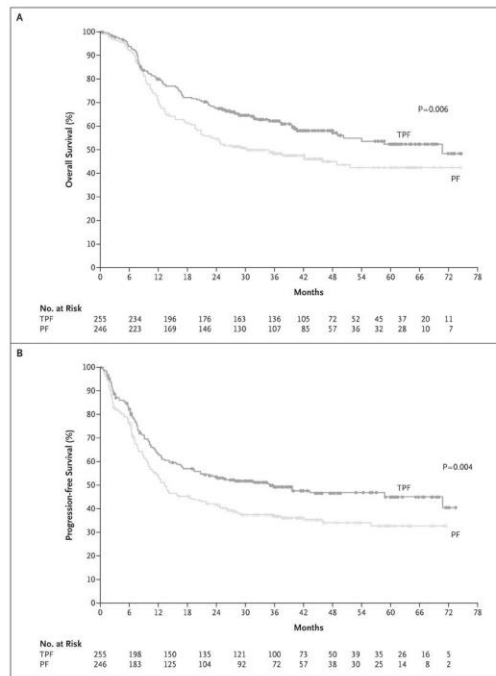 A
100
90
80
70
60
50
40
30
20
10
0
Overall Survival (%)
P=0.006
TPF
PF
0 6 12 18 24 30 36 42 48 54 60 66 72 78
Months
No. at Risk
TPF 255 234 196 176 163 136 105 72 52 45 37 20 11
PF 246 223 169 146 130 107 85 57 36 32 28 10 7
B
100
90
80
70
60
50
40
30
20
10
0
Progression-free Survival (%)
P=0.004
TPF
PF
0 6 12 18 24 30 36 42 48 54 60 66 72 78
Months
No. at Risk
TPF 255 198 150 135 121 100 73 50 39 35 26 16 5
PF 246 183 125 104 92 72 57 38 30 25 14 8 2